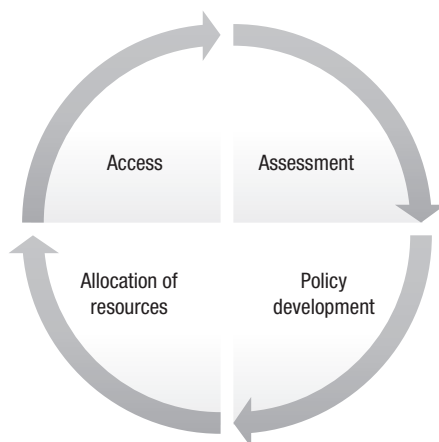 Access
Assessment
Allocation of
resources
Policy
development